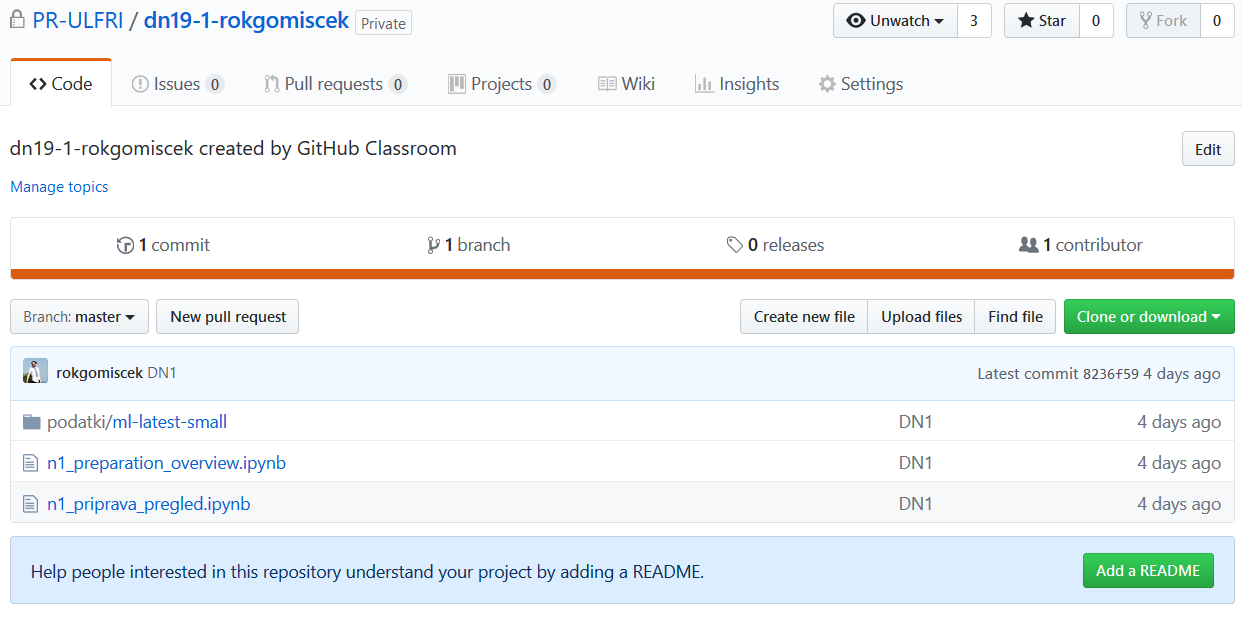 PR-ULFRI / dn19-1-rokgomiscek Private Unwatch 3 Star 0 Fork 0
Code Issues 0 Pull requests 0 Projects 0 Wiki Insights Settings
dn19-1-rokgomiscek created by GitHub Classroom Edit
Manage topics
1 commit 1 branch 0 releases 1 contributor
Branch: master New pull request Create new file Upload files Find file Clone or download
rokgomiscek DN1 Latest commit 8236f59 4 days ago
podatki/ml-latest-small DN1 4 days ago
n1_preparation_overview.ipynb DN1 4 days ago
n1_priprava_pregled.ipynb DN1 4 days ago
Help people interested in this repository understand your project by adding a README. Add a README